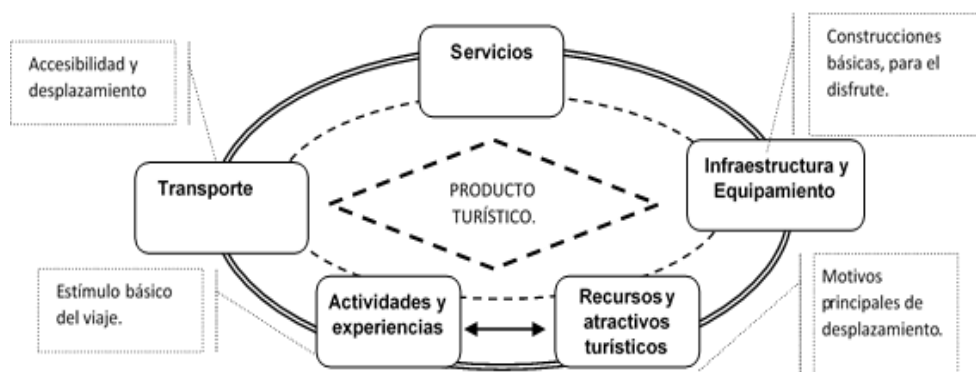 Servicios
Accesibilidad y
desplazamiento
Construcciones
básicas, para el
disfrute.
Transporte
PRODUCTO
TURÍSTICO.
Infraestructura y
Equipamiento
Estímulo básico
del viaje.
Actividades y
experiencias
Recursos y
atractivos
turísticos
Motivos
principales de
desplazamiento.